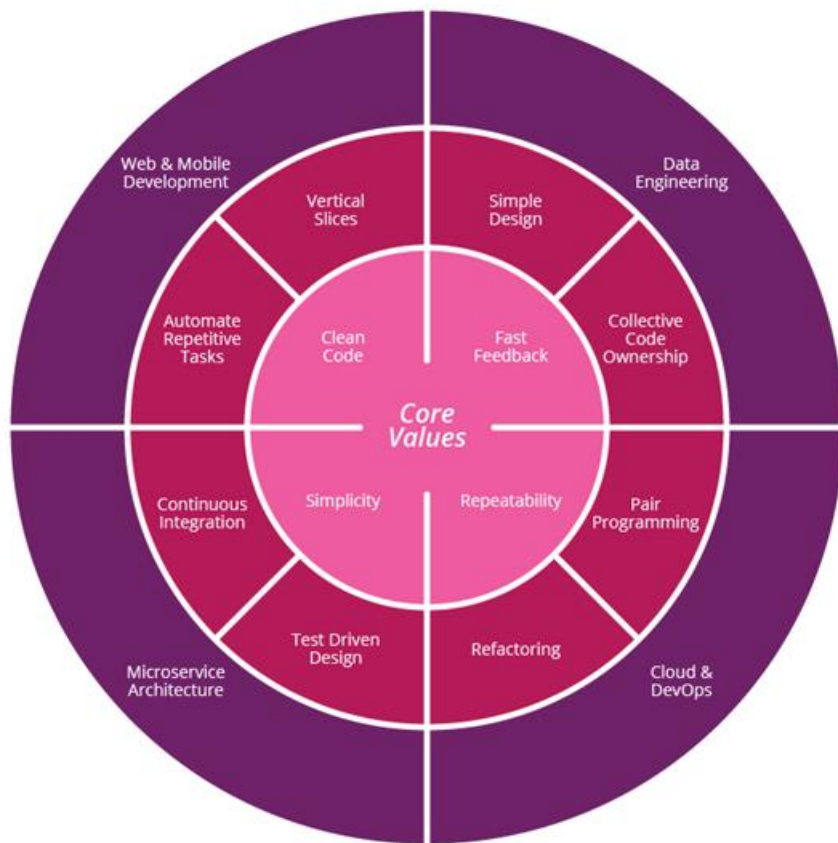 Web & Mobile
Development
Data
Engineering
Vertical
Slices
Simple
Design
Automate
Repetitive
Tasks
Clean
Code
Fast
Feedback
Collective
Code
Ownership
Core
Values
Continuous
Integration
Simplicity
Repeatability
Pair
Programming
Test Driven
Design
Refactoring
Microservice
Architecture
Cloud &
DevOps